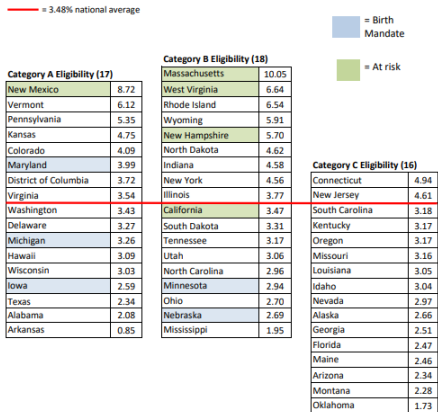 = 3.48% national average
= Birth
Mandate
= At risk
Category A Eligibility (17)
New Mexico 8.72
Vermont 6.12
Pennsylvania 5.35
Kansas 4.75
Colorado 4.09
Maryland 3.99
District of Columbia 3.72
Virginia 3.54
Washington 3.43
Delaware 3.27
Michigan 3.26
Hawaii 3.09
Wisconsin 3.03
Iowa 2.59
Texas 2.34
Alabama 2.08
Arkansas 0.85
Category B Eligibility (18)
Massachusetts 10.05
West Virginia 6.64
Rhode Island 6.54
Wyoming 5.91
New Hampshire 5.70
North Dakota 4.62
Indiana 4.58
New York 4.56
Illinois 3.77
California 3.47
South Dakota 3.31
Tennessee 3.17
Utah 3.06
North Carolina 2.96
Minnesota 2.94
Ohio 2.70
Nebraska 2.69
Mississippi 1.95
Category C Eligibility (16)
Connecticut 4.94
New Jersey 4.61
South Carolina 3.18
Kentucky 3.17
Oregon 3.17
Missouri 3.16
Louisiana 3.05
Idaho 3.04
Nevada 2.97
Alaska 2.66
Georgia 2.51
Florida 2.47
Maine 2.46
Arizona 2.34
Montana 2.28
Oklahoma 1.73